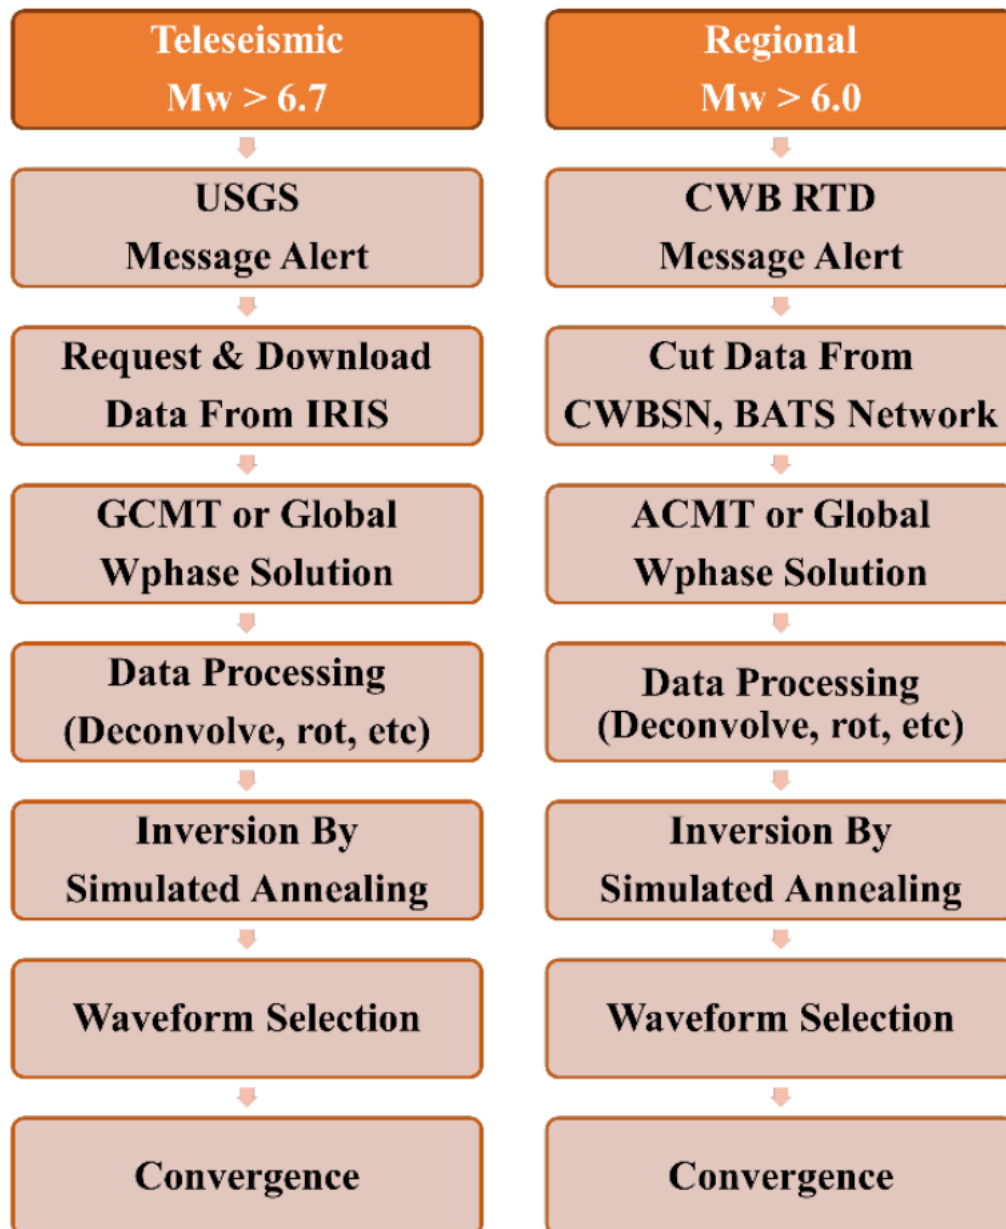 Teleseismic
Mw > 6.7
USGS
Message Alert
Request & Download
Data From IRIS
GCMT or Global
Wphase Solution
Data Processing
(Deconvolve, rot, etc)
Inversion By
Simulated Annealing
Waveform Selection
Convergence
Regional
Mw > 6.0
CWB RTD
Message Alert
Cut Data From
CWBSN, BATS Network
ACMT or Global
Wphase Solution
Data Processing
(Deconvolve, rot, etc)
Inversion By
Simulated Annealing
Waveform Selection
Convergence